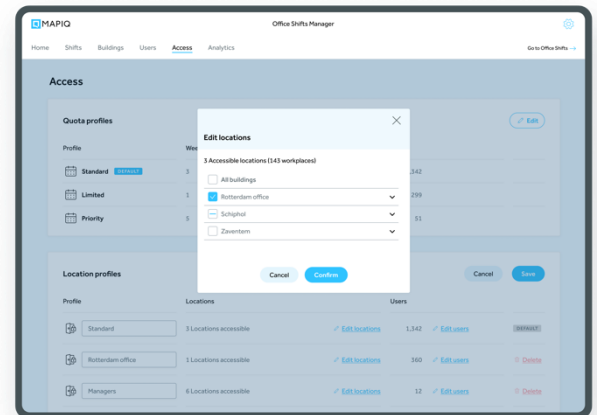 MAPIQ
Office Shifts Manager
Home Shifts Buildings Users Access Analytics
Go to Office Shifts →
Access
Quota profiles
Edit
Profile
Standard DEFAULT 3
Limited 1 299
Priority 5 51
Edit locations
3 Accessible locations (143 workplaces)
All buildings
Rotterdam office
Schiphol
Zaventem
Cancel Confirm
Location profiles
Cancel Save
Profile Locations Users
Standard 3 Locations accessible Edit locations 1,342 Edit users DEFAULT
Rotterdam office 1 Locations accessible Edit locations 360 Edit users Delete
Managers 6 Locations accessible Edit locations 12 Edit users Delete